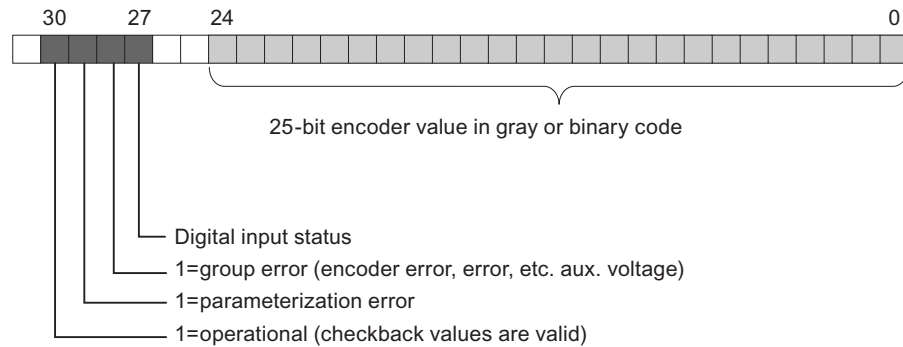 30 27 24 0
25-bit encoder value in gray or binary code
Digital input status
1=group error (encoder error, error, etc. aux. voltage)
1=parameterization error
1=operational (checkback values are valid)